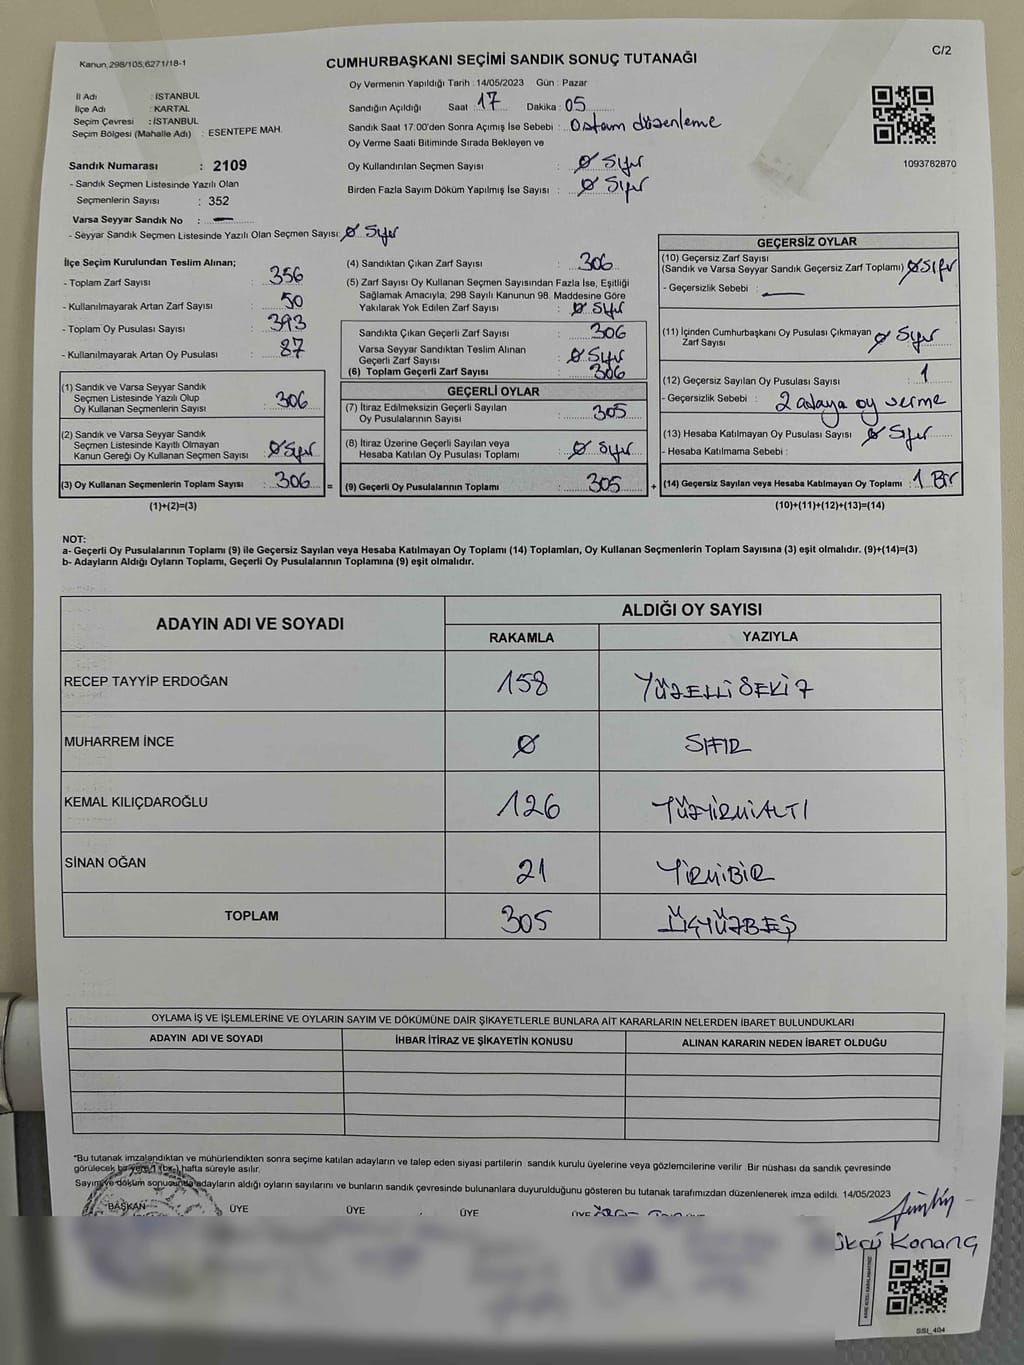 Kanun,298/105,6271/18-1
CUMHURBAŞKANI SEÇİMİ SANDIK SONUÇ TUTANAĞI
C/2
İl Adı : İSTANBUL
İlçe Adı : KARTAL
Seçim Çevresi : İSTANBUL
Seçim Bölgesi (Mahalle Adı) : ESENTEPE MAH.
Sandık Numarası : 2109
- Sandık Seçmen Listesinde Yazılı Olan
Seçmenlerin Sayısı : 352
Varsa Seyyar Sandık No : —
- Seyyar Sandık Seçmen Listesinde Yazılı Olan Seçmen Sayısı: Ø Sıfır
Oy Vermenin Yapıldığı Tarih : 14/05/2023 Gün : Pazar
Sandığın Açıldığı Saat : 17 Dakika : 05
Sandık Saat 17:00'den Sonra Açımış İse Sebebi : Ortam düzenleme
Oy Verme Saati Bitiminde Sırada Bekleyen ve
Oy Kullandırılan Seçmen Sayısı : Ø Sıfır
Birden Fazla Sayım Döküm Yapılmış İse Sayısı : Ø Sıfır
1093782870
İlçe Seçim Kurulundan Teslim Alınan;
- Toplam Zarf Sayısı : 356
- Kullanılmayarak Artan Zarf Sayısı : 50
- Toplam Oy Pusulası Sayısı : 393
- Kullanılmayarak Artan Oy Pusulası : 87
(1) Sandık ve Varsa Seyyar Sandık
Seçmen Listesinde Yazılı Olup
Oy Kullanan Seçmenlerin Sayısı : 306
(2) Sandık ve Varsa Seyyar Sandık
Seçmen Listesinde Kayıtlı Olmayan
Kanun Gereği Oy Kullanan Seçmen Sayısı : Ø Sıfır
(3) Oy Kullanan Seçmenlerin Toplam Sayısı : 306 =
(1)+(2)=(3)
(4) Sandıktan Çıkan Zarf Sayısı : 306
(5) Zarf Sayısı Oy Kullanan Seçmen Sayısından Fazla İse, Eşitliği
Sağlamak Amacıyla; 298 Sayılı Kanunun 98. Maddesine Göre
Yakılarak Yok Edilen Zarf Sayısı : Ø Sıfır
Sandıkta Çıkan Geçerli Zarf Sayısı : 306
Varsa Seyyar Sandıktan Teslim Alınan
Geçerli Zarf Sayısı : Ø Sıfır
(6) Toplam Geçerli Zarf Sayısı : 306
GEÇERLİ OYLAR
(7) İtiraz Edilmeksizin Geçerli Sayılan
Oy Pusulalarının Sayısı : 305
(8) İtiraz Üzerine Geçerli Sayılan veya
Hesaba Katılan Oy Pusulası Toplamı : Ø Sıfır
(9) Geçerli Oy Pusulalarının Toplamı : 305 +
GEÇERSİZ OYLAR
(10) Geçersiz Zarf Sayısı
(Sandık ve Varsa Seyyar Sandık Geçersiz Zarf Toplamı) : Ø Sıfır
- Geçersizlik Sebebi : —
(11) İçinden Cumhurbaşkanı Oy Pusulası Çıkmayan
Zarf Sayısı : Ø Sıfır
(12) Geçersiz Sayılan Oy Pusulası Sayısı : 1
- Geçersizlik Sebebi : 2 adaya oy verme
(13) Hesaba Katılmayan Oy Pusulası Sayısı : Ø Sıfır
- Hesaba Katılmama Sebebi :
(14) Geçersiz Sayılan veya Hesaba Katılmayan Oy Toplamı : 1 Bir
(10)+(11)+(12)+(13)=(14)
NOT:
a- Geçerli Oy Pusulalarının Toplamı (9) ile Geçersiz Sayılan veya Hesaba Katılmayan Oy Toplamı (14) Toplamları, Oy Kullanan Seçmenlerin Toplam Sayısına (3) eşit olmalıdır. (9)+(14)=(3)
b- Adayların Aldığı Oyların Toplamı, Geçerli Oy Pusulalarının Toplamına (9) eşit olmalıdır.
ADAYIN ADI VE SOYADI ALDIĞI OY SAYISI
RAKAMLA YAZIYLA
RECEP TAYYİP ERDOĞAN 158 YÜZELLİSEKİZ
MUHARREM İNCE Ø SIFIR
KEMAL KILIÇDAROĞLU 126 YÜZYİRMİALTI
SİNAN OĞAN 21 YİRMİBİR
TOPLAM 305 ÜÇYÜZBEŞ
OYLAMA İŞ VE İŞLEMLERİNE VE OYLARIN SAYIM VE DÖKÜMÜNE DAİR ŞİKAYETLERLE BUNLARA AİT KARARLARIN NELERDEN İBARET BULUNDUKLARI
ADAYIN ADI VE SOYADI İHBAR İTİRAZ VE ŞİKAYETİN KONUSU ALINAN KARARIN NEDEN İBARET OLDUĞU
"Bu tutanak imzalandıktan ve mühürlendikten sonra seçime katılan adayların ve talep eden siyasi partilerin sandık kurulu üyelerine veya gözlemcilerine verilir .Bir nüshası da sandık çevresinde
görülecek bir yere 1 (bir) hafta süreyle asılır.
Sayım ve döküm sonucunda adayların aldığı oyların sayılarını ve bunların sandık çevresinde bulunanlara duyurulduğunu gösteren bu tutanak tarafımızdan düzenlenerek imza edildi. 14/05/2023
BAŞKAN ÜYE ÜYE ÜYE ÜYE
Konanç
SSİ_404